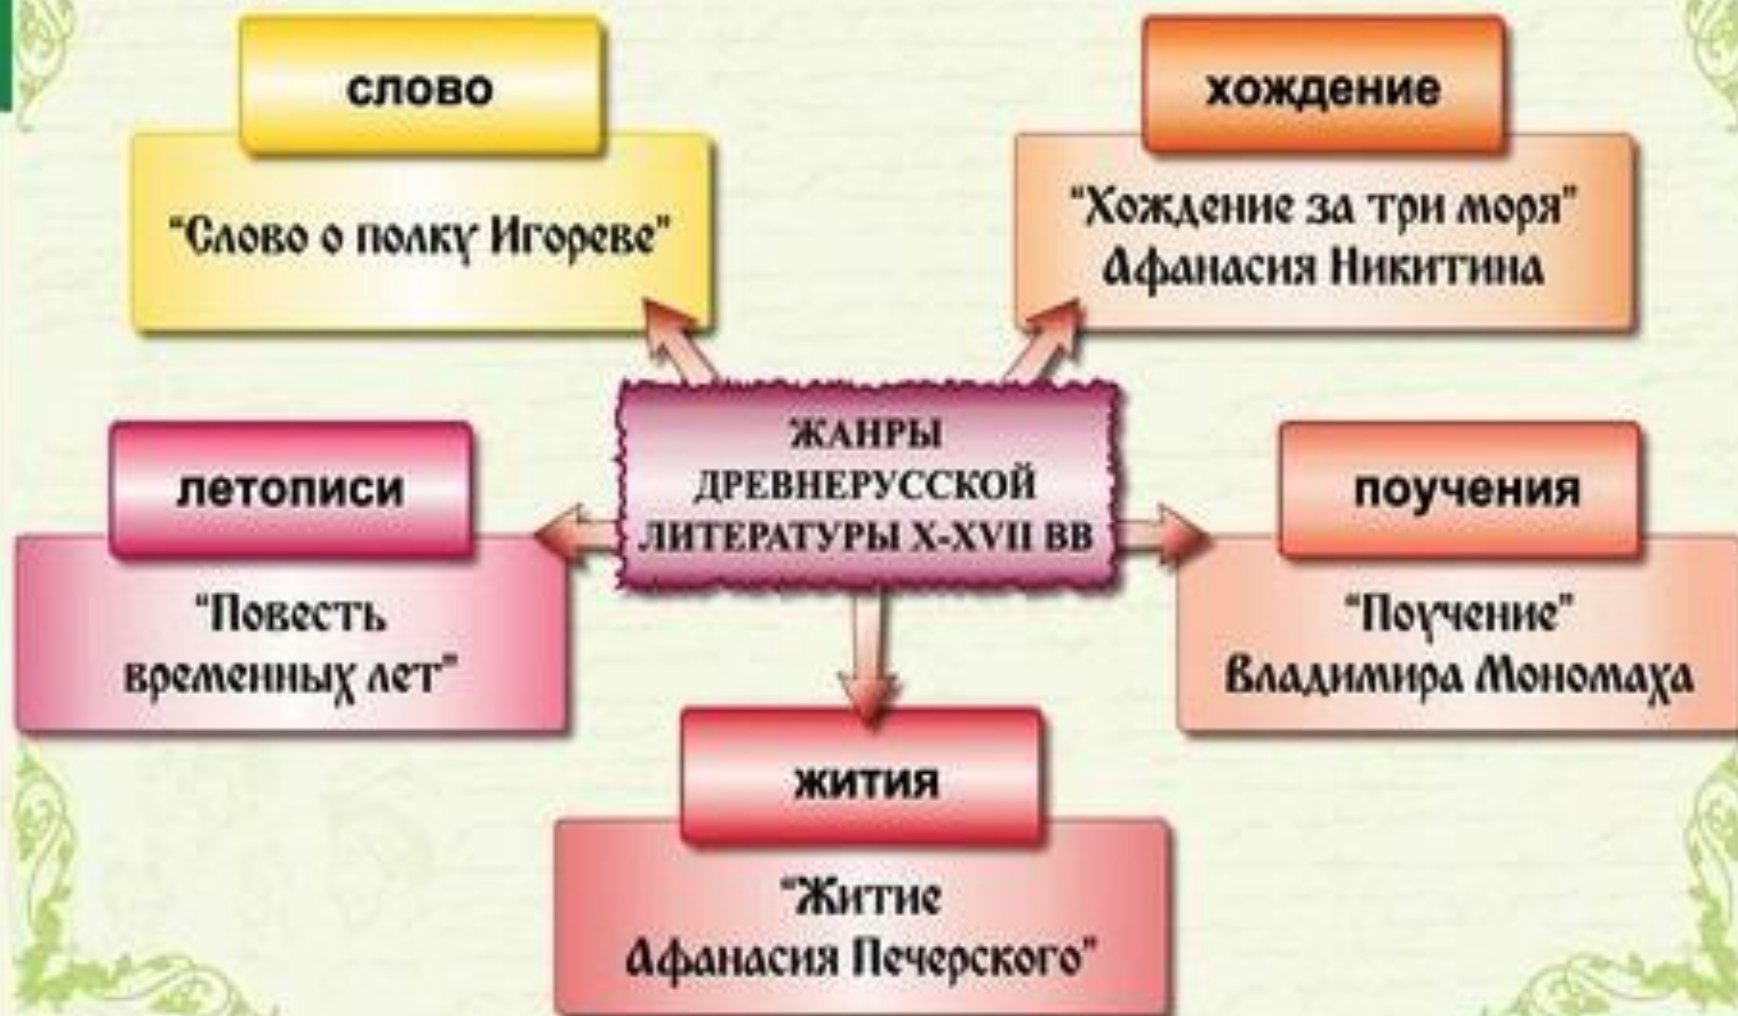 слово
"Слово о полку Игореве"
хождение
"Хождение за три моря"
Афанасия Никитина
ЖАНРЫ
ДРЕВНЕРУССКОЙ
ЛИТЕРАТУРЫ X-XVII ВВ
летописи
"Повесть
временных лет"
поучения
"Поучение"
Владимира Мономаха
жития
"Житие
Афанасия Печерского"